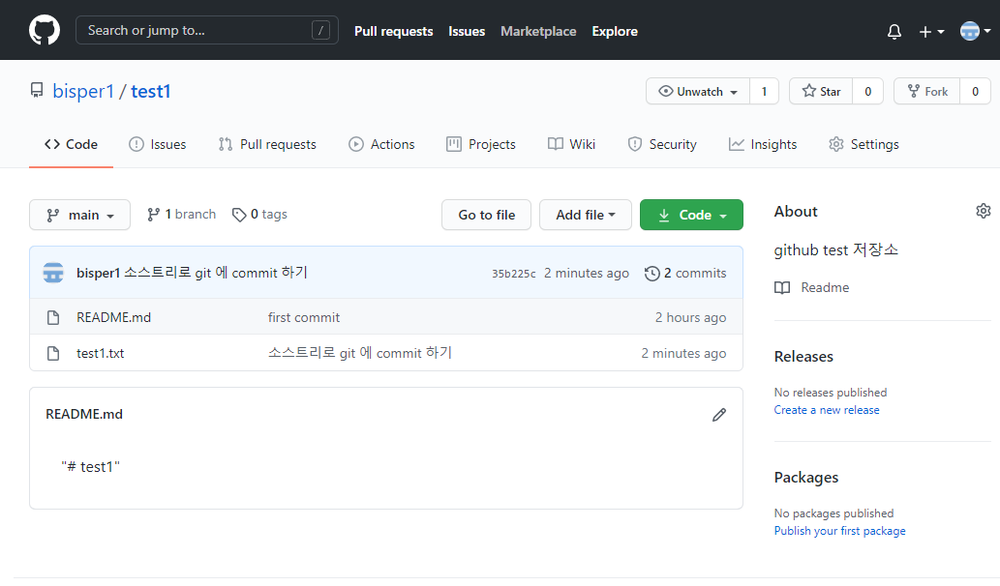 Search or jump to... /
Pull requests Issues Marketplace Explore
bisper1 / test1
Unwatch 1 Star 0 Fork 0
Code Issues Pull requests Actions Projects Wiki Security Insights Settings
main 1 branch 0 tags Go to file Add file Code
bisper1 소스트리로 git 에 commit 하기 35b225c 2 minutes ago 2 commits
README.md first commit 2 hours ago
test1.txt 소스트리로 git 에 commit 하기 2 minutes ago
README.md
"# test1"
About
github test 저장소
Readme
Releases
No releases published
Create a new release
Packages
No packages published
Publish your first package